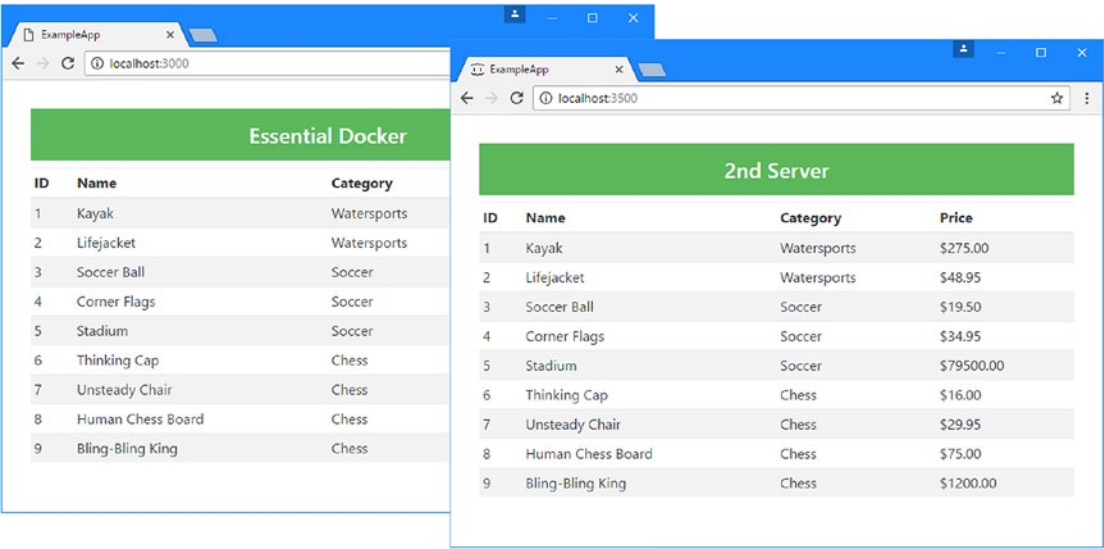 ExampleApp
localhost:3000
Essential Docker
ID Name Category
1 Kayak Watersports
2 Lifejacket Watersports
3 Soccer Ball Soccer
4 Corner Flags Soccer
5 Stadium Soccer
6 Thinking Cap Chess
7 Unsteady Chair Chess
8 Human Chess Board Chess
9 Bling-Bling King Chess
ExampleApp
localhost:3500
2nd Server
ID Name Category Price
1 Kayak Watersports $275.00
2 Lifejacket Watersports $48.95
3 Soccer Ball Soccer $19.50
4 Corner Flags Soccer $34.95
5 Stadium Soccer $79500.00
6 Thinking Cap Chess $16.00
7 Unsteady Chair Chess $29.95
8 Human Chess Board Chess $75.00
9 Bling-Bling King Chess $1200.00